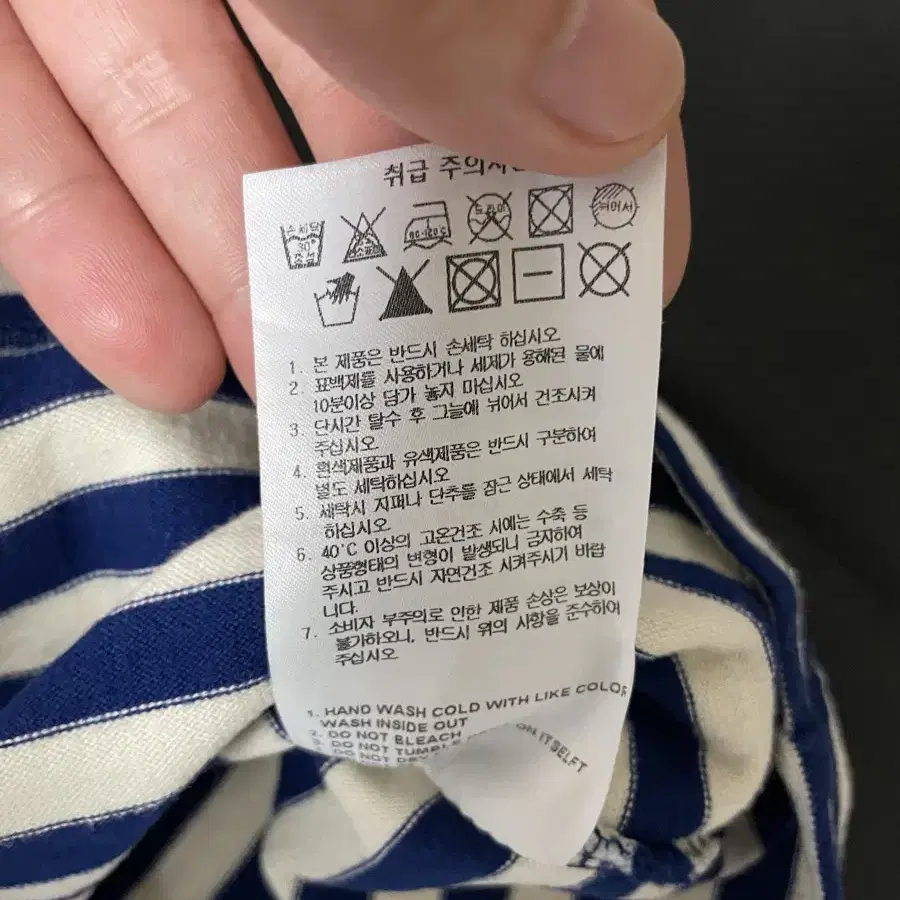 취급 주의사
손세탁
30°
중성
염소표백
80-120°C
드라이
뉘어서
1. 본 제품은 반드시 손세탁 하십시오
2. 표백제를 사용하거나 세제가 용해된 물에
10분이상 담가 놓지 마십시오
3. 단시간 탈수 후 그늘에 뉘어서 건조시켜
주십시오
4. 흰색제품과 유색제품은 반드시 구분하여
별도 세탁하십시오
5. 세탁시 지퍼나 단추를 잠근 상태에서 세탁
하십시오
6. 40°C 이상의 고온건조 시에는 수축 등
상품형태의 변형이 발생되니 금지하여
주시고 반드시 자연건조 시켜주시기 바랍
니다.
7. 소비자 부주의로 인한 제품 손상은 보상이
불가하오니, 반드시 위의 사항을 준수하여
주십시오
1. HAND WASH COLD WITH LIKE COLOR
WASH INSIDE OUT
2. DO NOT BLEACH
3. DO NOT TUMBLE ON ITSELFT
DO NOT DRY